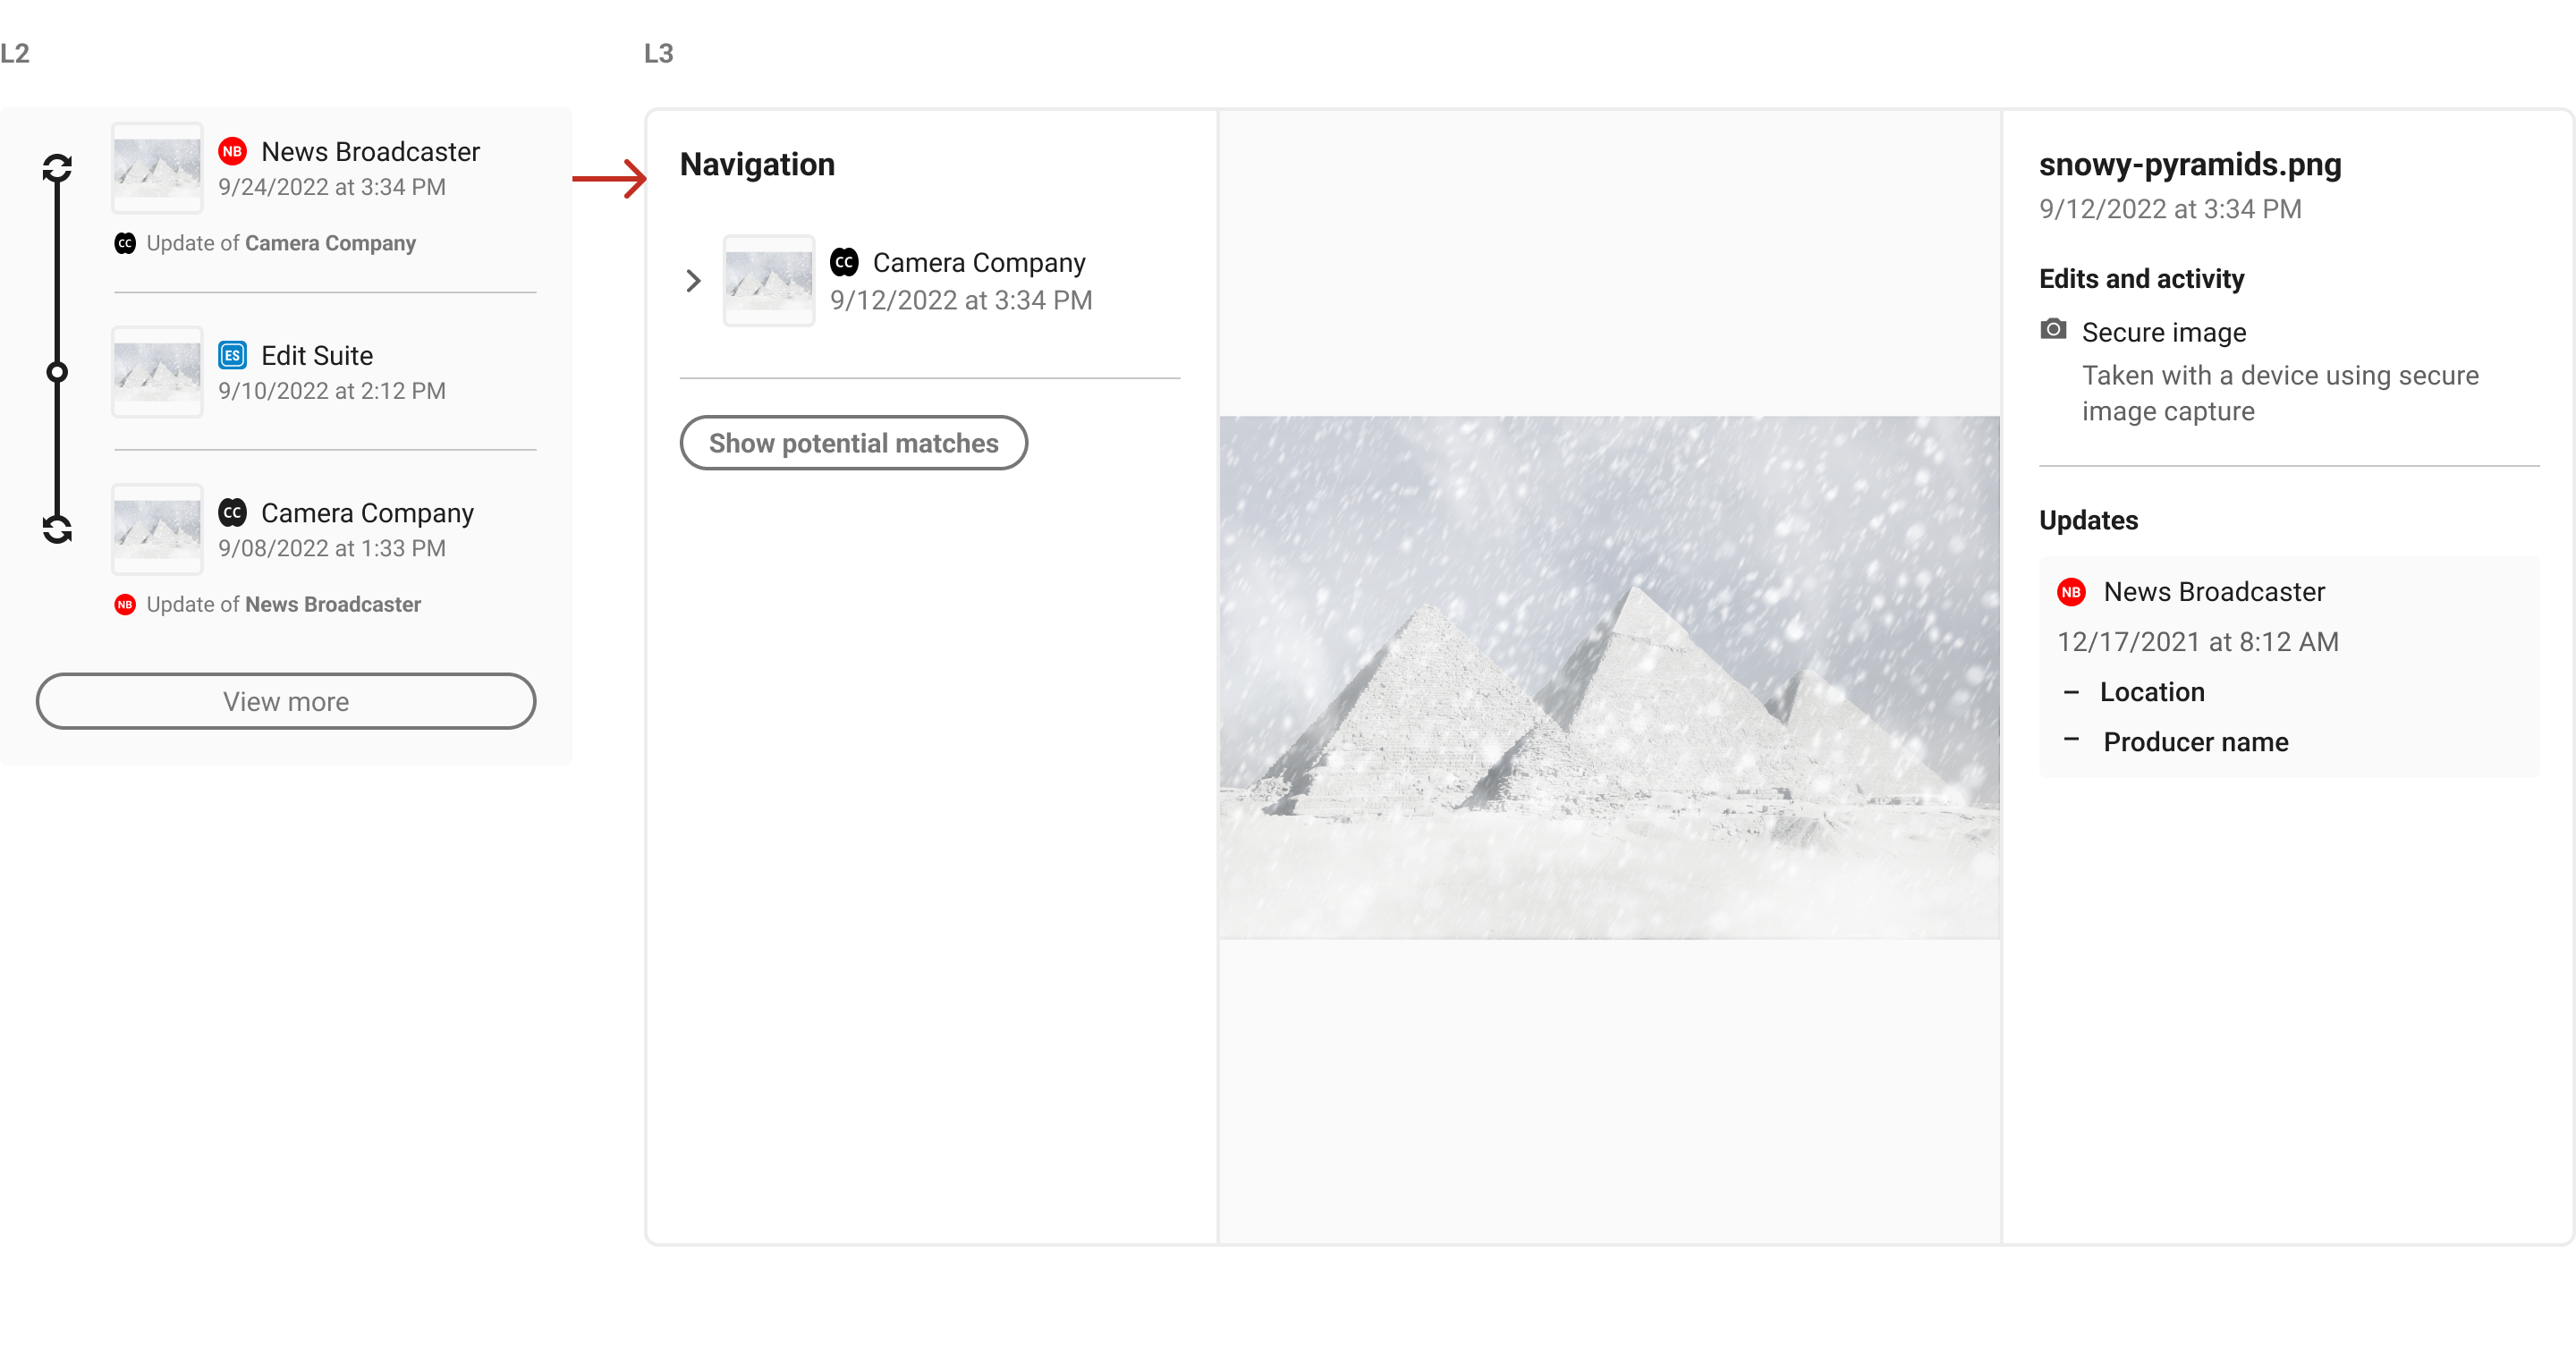 L2
NB News Broadcaster
9/24/2022 at 3:34 PM
CC Update of Camera Company
ES Edit Suite
9/10/2022 at 2:12 PM
CC Camera Company
9/08/2022 at 1:33 PM
NB Update of News Broadcaster
View more
L3
Navigation
CC Camera Company
9/12/2022 at 3:34 PM
Show potential matches
snowy-pyramids.png
9/12/2022 at 3:34 PM
Edits and activity
Secure image
Taken with a device using secure
image capture
Updates
NB News Broadcaster
12/17/2021 at 8:12 AM
– Location
– Producer name